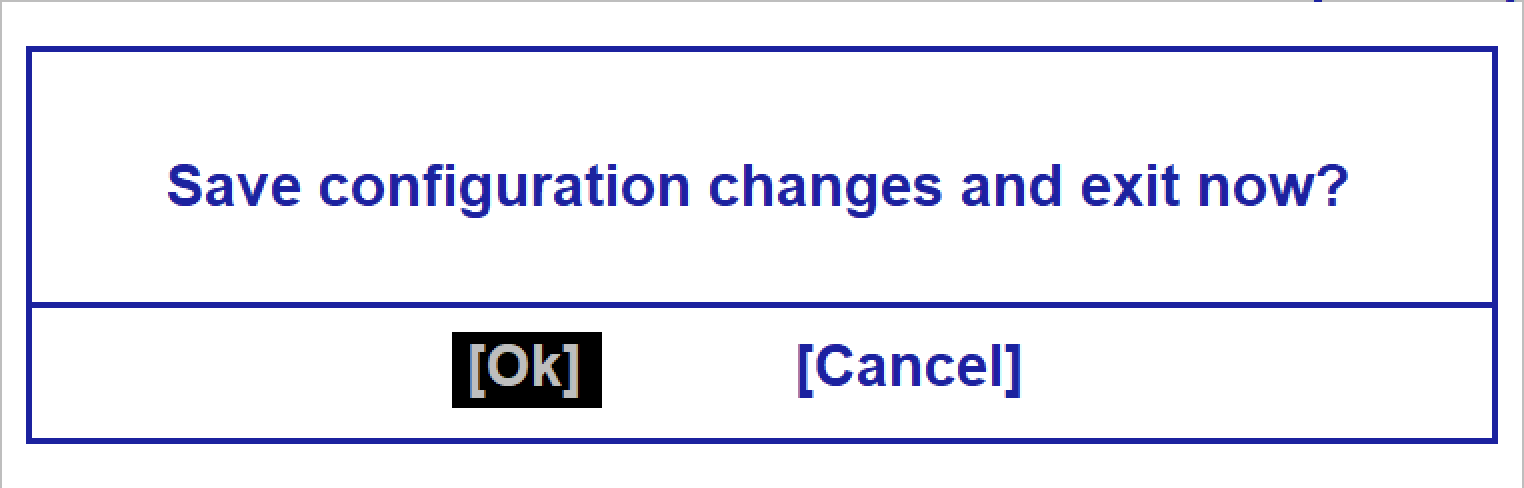 Save configuration changes and exit now?
[Ok] [Cancel]